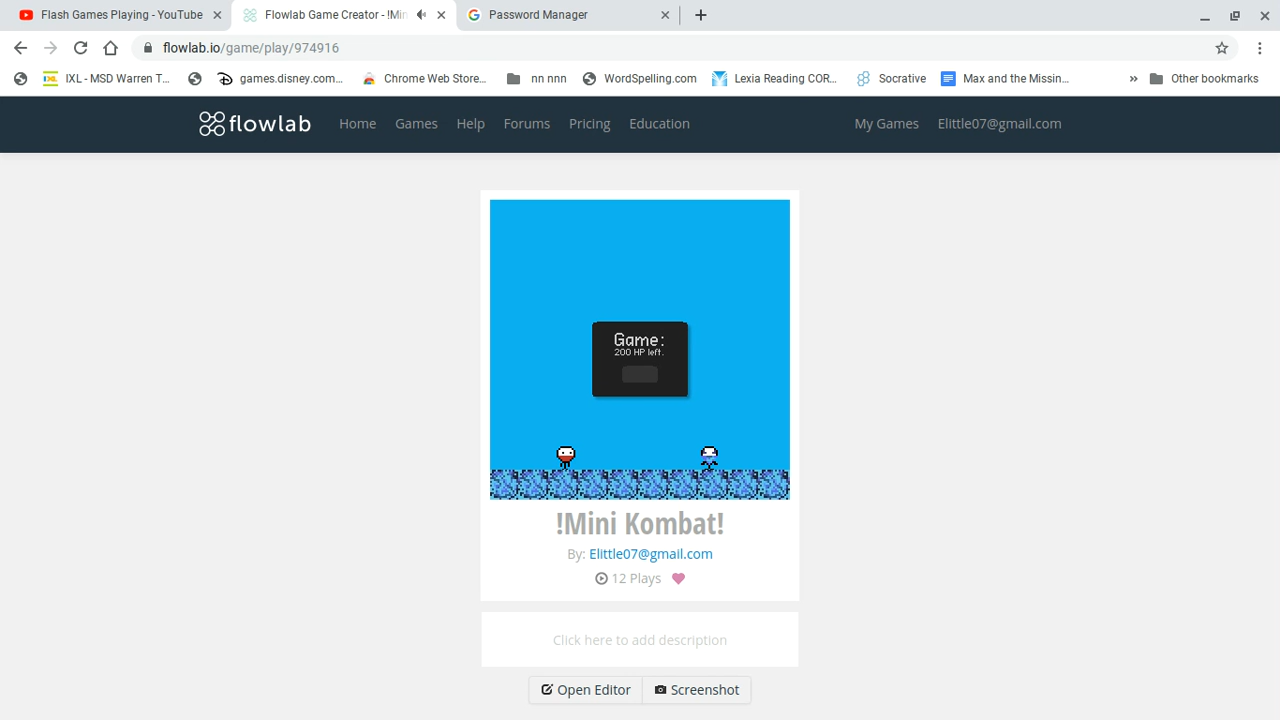 Flash Games Playing - YouTube
Flowlab Game Creator - !Min
Password Manager
flowlab.io/game/play/974916
IXL - MSD Warren T...
games.disney.com...
Chrome Web Store...
nn nnn
WordSpelling.com
Lexia Reading COR...
Socrative
Max and the Missin...
»
Other bookmarks
flowlab
Home
Games
Help
Forums
Pricing
Education
My Games
Elittle07@gmail.com
Game:
200 HP left.
!Mini Kombat!
By: Elittle07@gmail.com
12 Plays
Click here to add description
Open Editor
Screenshot